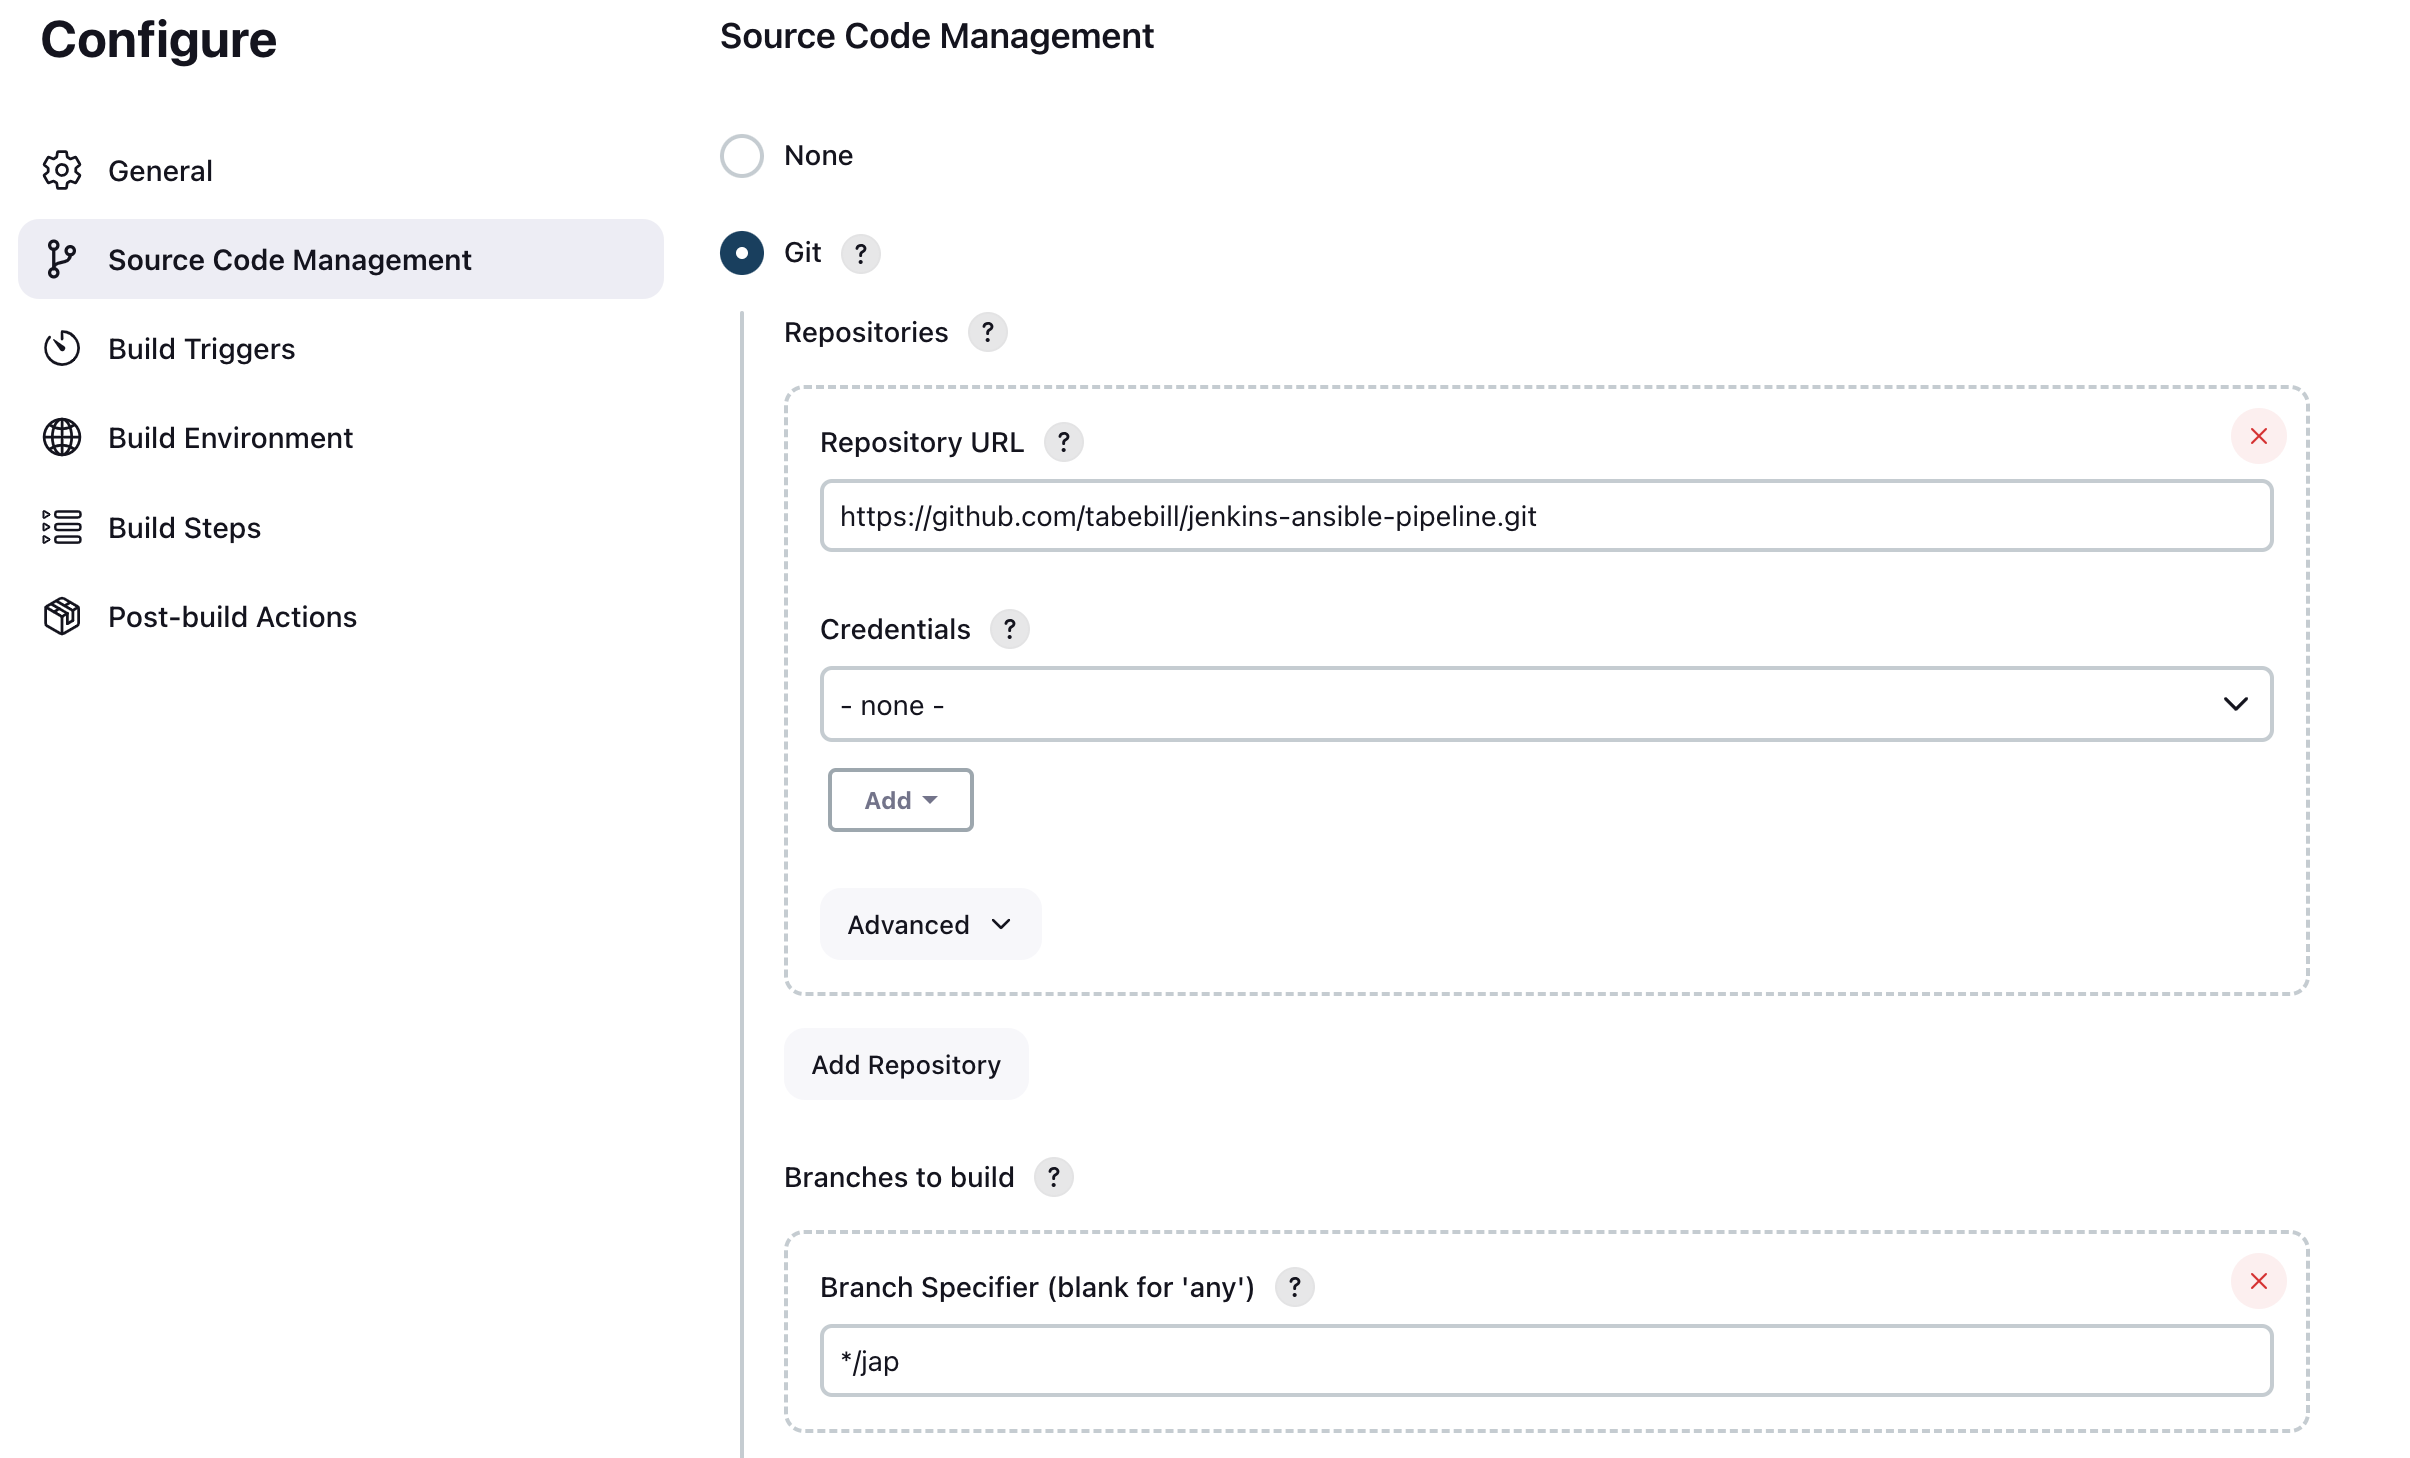 Configure
General
Source Code Management
Build Triggers
Build Environment
Build Steps
Post-build Actions
Source Code Management
None
Git ?
Repositories ?
Repository URL ?
https://github.com/tabebill/jenkins-ansible-pipeline.git
Credentials ?
- none -
Add
Advanced
Add Repository
Branches to build ?
Branch Specifier (blank for 'any') ?
*/jap